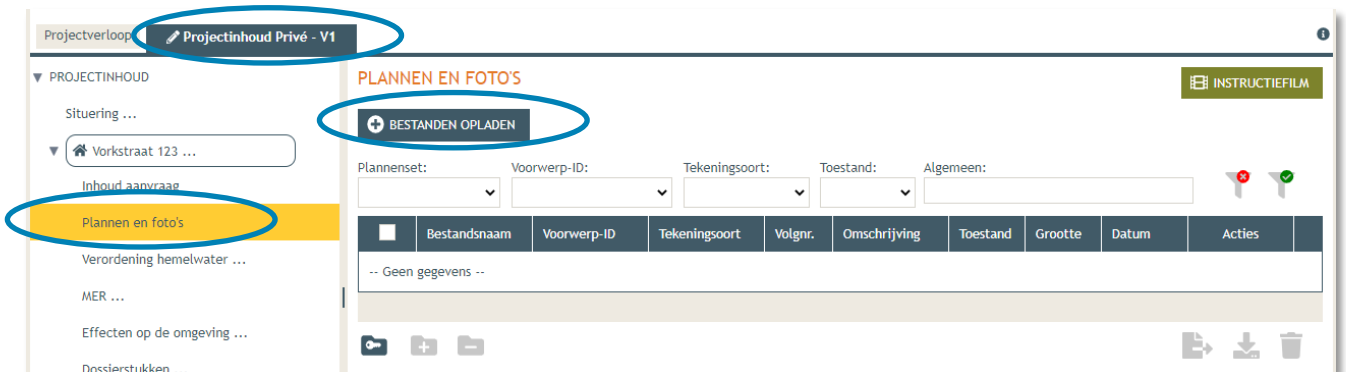 Projectverloop
Projectinhoud Privé - V1
PROJECTINHOUD
Situering ...
Vorkstraat 123 ...
Inhoud aanvraag
Plannen en foto's
Verordening hemelwater ...
MER ...
Effecten op de omgeving ...
Dossierstukken
PLANNEN EN FOTO'S
INSTRUCTIEFILM
BESTANDEN OPLADEN
Plannenset: Voorwerp-ID: Tekeningsoort: Toestand: Algemeen:
Bestandsnaam Voorwerp-ID Tekeningsoort Volgnr. Omschrijving Toestand Grootte Datum Acties
-- Geen gegevens --